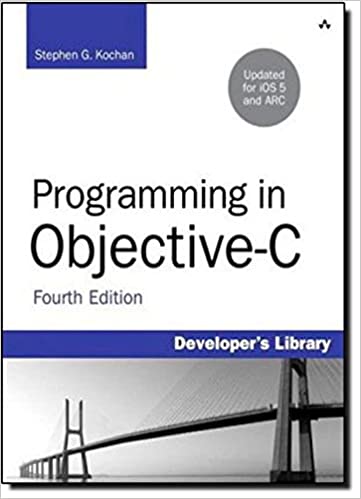 Stephen G. Kochan
Updated
for iOS 5
and ARC
Programming in
Objective-C
Fourth Edition
Developer's Library